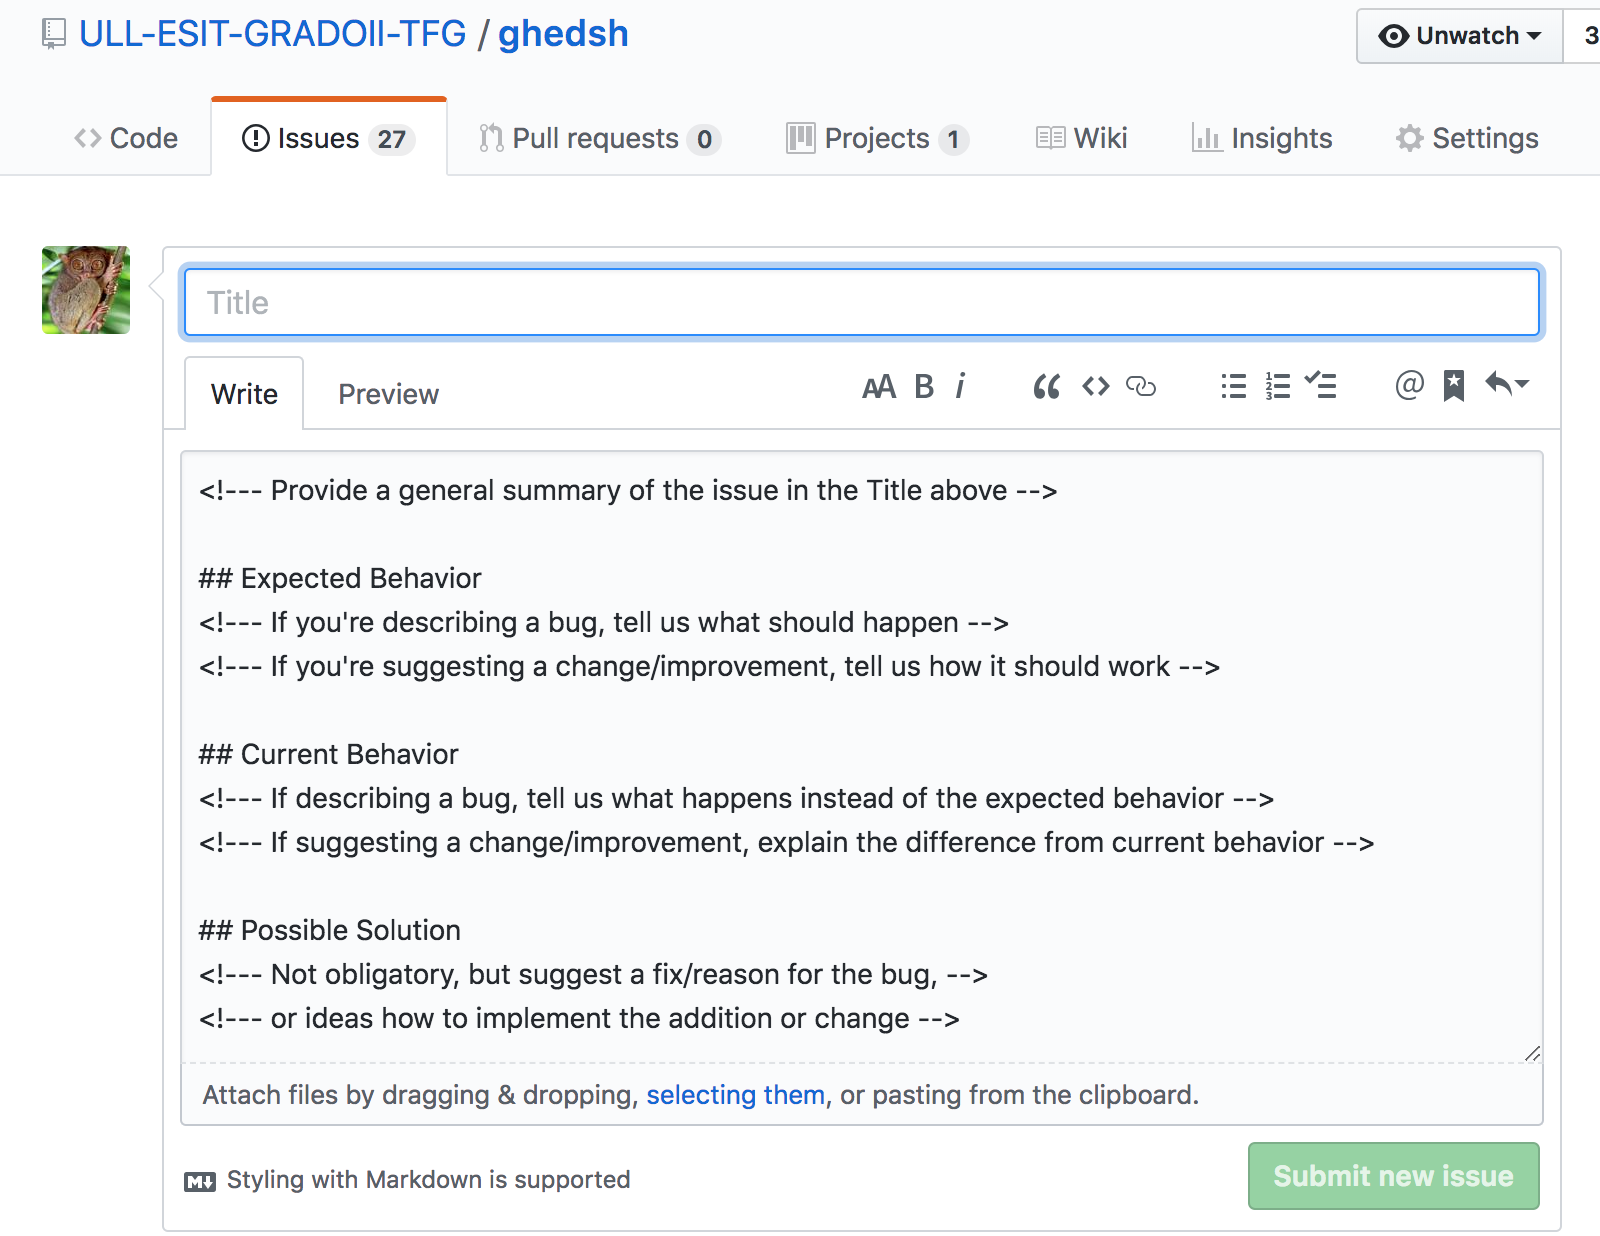 ULL-ESIT-GRADOII-TFG / ghedsh
Unwatch 3
Code Issues 27 Pull requests 0 Projects 1 Wiki Insights Settings
Title
Write Preview AA B i
<!--- Provide a general summary of the issue in the Title above -->
## Expected Behavior
<!--- If you're describing a bug, tell us what should happen -->
<!--- If you're suggesting a change/improvement, tell us how it should work -->
## Current Behavior
<!--- If describing a bug, tell us what happens instead of the expected behavior -->
<!--- If suggesting a change/improvement, explain the difference from current behavior -->
## Possible Solution
<!--- Not obligatory, but suggest a fix/reason for the bug, -->
<!--- or ideas how to implement the addition or change -->
Attach files by dragging & dropping, selecting them, or pasting from the clipboard.
Styling with Markdown is supported
Submit new issue